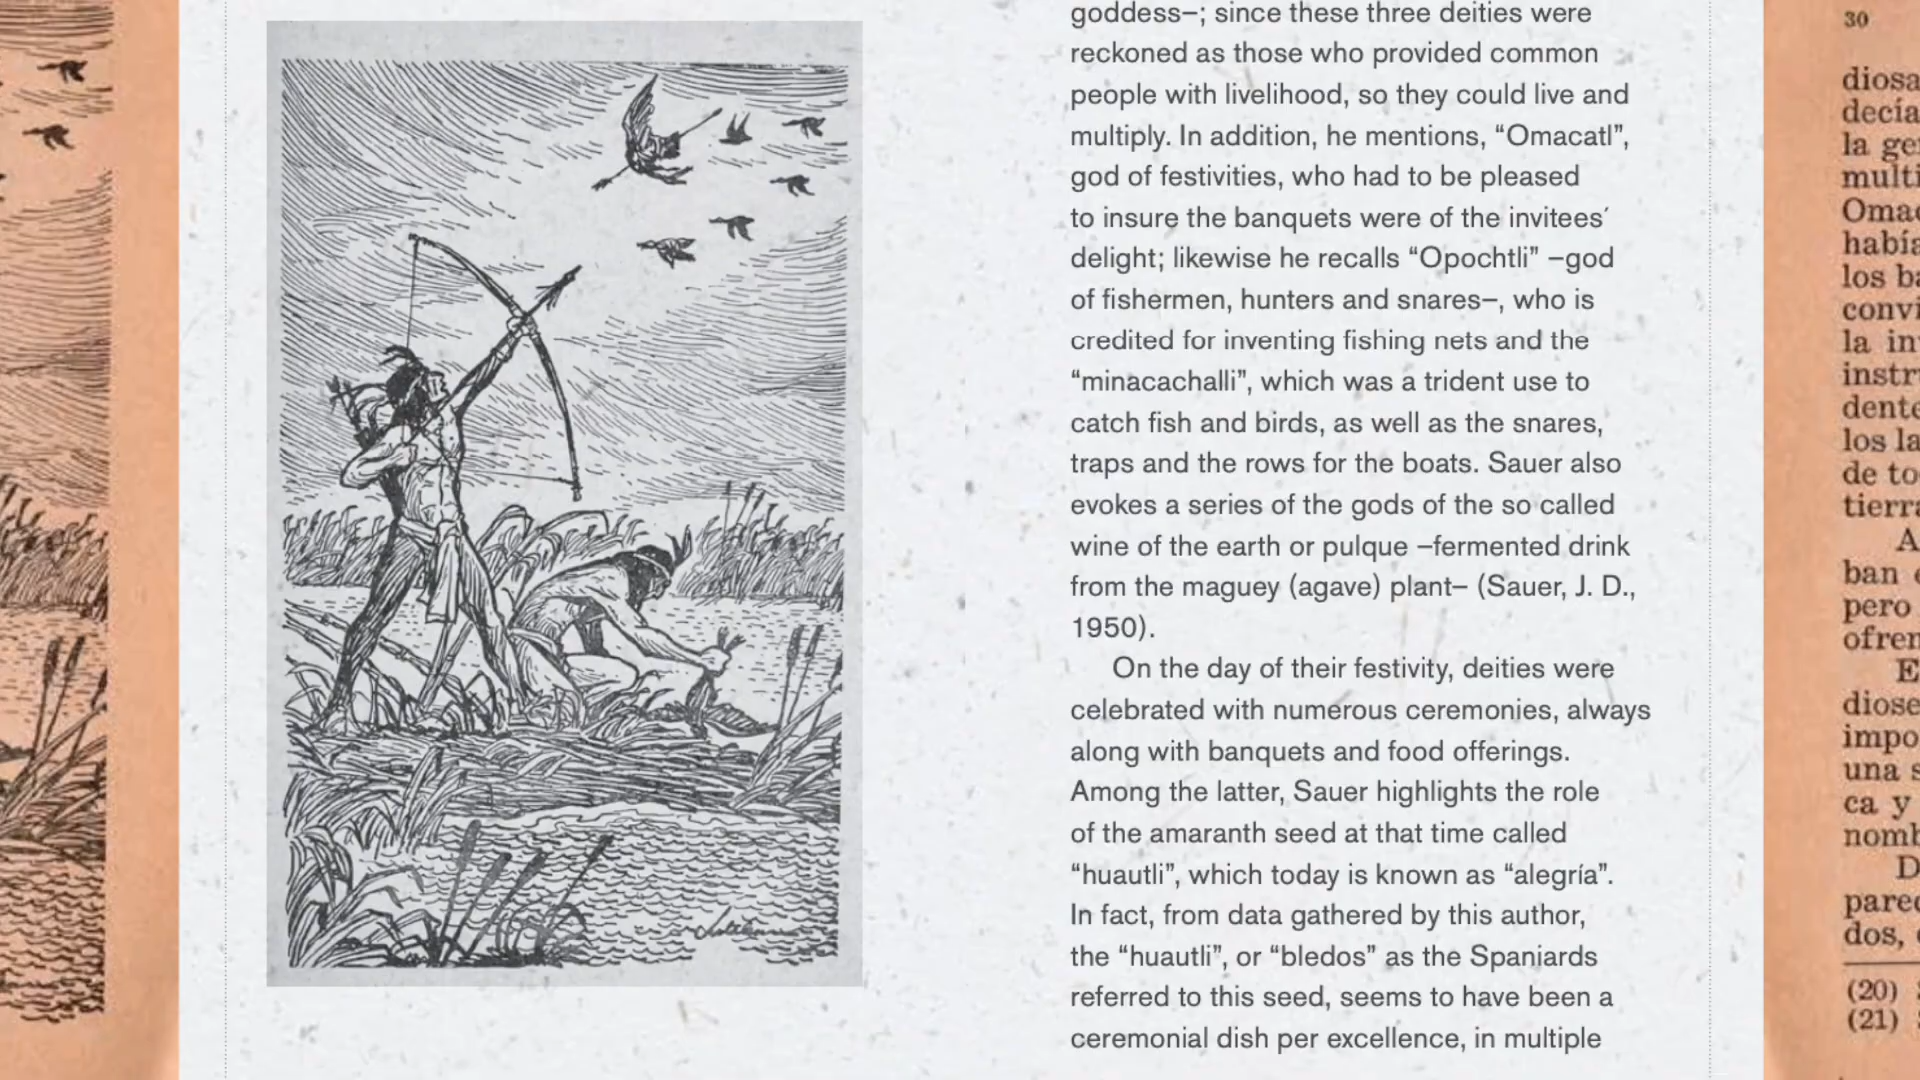 goddess–; since these three deities were
reckoned as those who provided common
people with livelihood, so they could live and
multiply. In addition, he mentions, “Omacatl”,
god of festivities, who had to be pleased
to insure the banquets were of the invitees´
delight; likewise he recalls “Opochtli” –god
of fishermen, hunters and snares–, who is
credited for inventing fishing nets and the
“minacachalli”, which was a trident use to
catch fish and birds, as well as the snares,
traps and the rows for the boats. Sauer also
evokes a series of the gods of the so called
wine of the earth or pulque –fermented drink
from the maguey (agave) plant– (Sauer, J. D.,
1950).
On the day of their festivity, deities were
celebrated with numerous ceremonies, always
along with banquets and food offerings.
Among the latter, Sauer highlights the role
of the amaranth seed at that time called
“huautli”, which today is known as “alegría”.
In fact, from data gathered by this author,
the “huautli”, or “bledos” as the Spaniards
referred to this seed, seems to have been a
ceremonial dish per excellence, in multiple
30
diosa
decía
la ge
multi
Omac
había
los ba
convi
la in
instr
dente
los la
de to
tierra
A
ban
pero
ofren
E
diose
impo
una s
ca y
nomb
D
pared
dos,
(20)
(21)